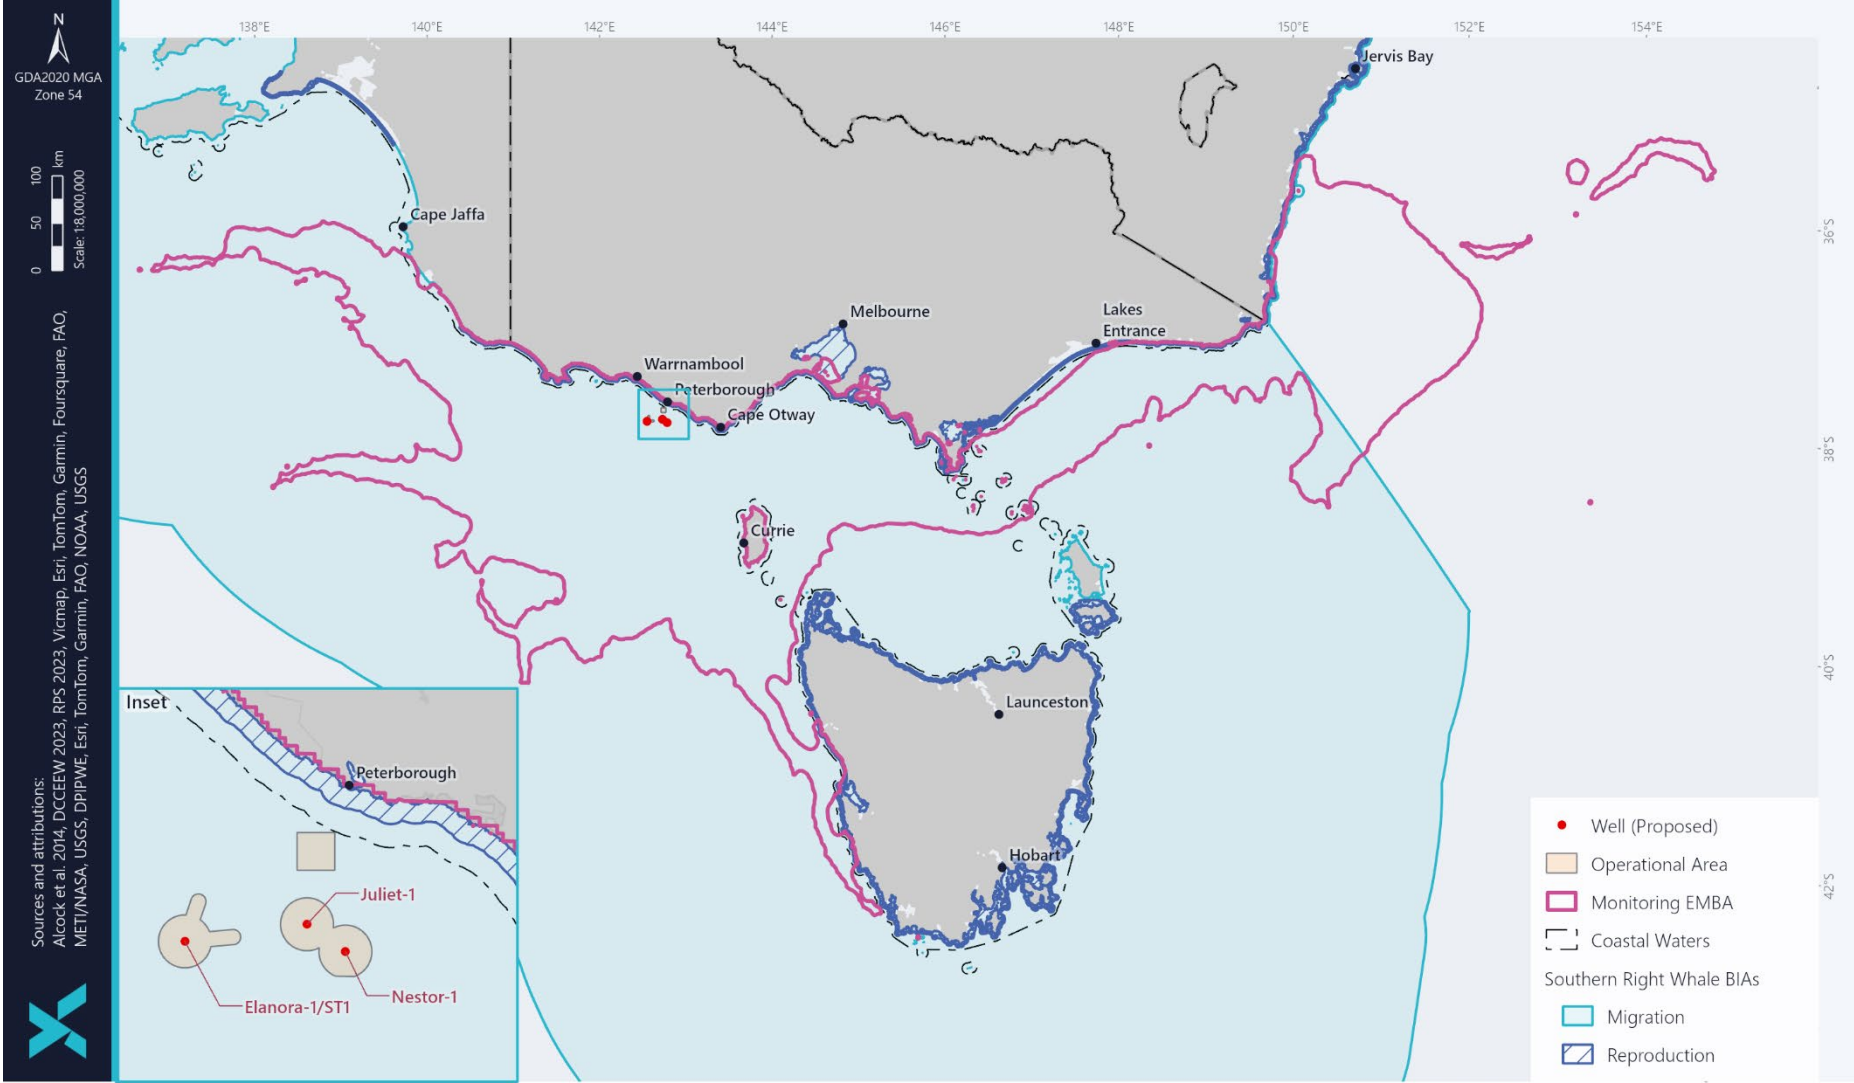 N
GDA2020 MGA
Zone 54
0 50 100 km
Scale: 1:8,000,000
Sources and attributions:
Alcock et al. 2014, DCCEEW 2023, RPS 2023, Vicmap, Esri, TomTom, Garmin, Foursquare, FAO,
METI/NASA, USGS, DPIPWE, Esri, TomTom, Garmin, FAO, NOAA, USGS
138°E
140°E
142°E
144°E
146°E
148°E
150°E
152°E
154°E
36°S
38°S
40°S
42°S
Jervis Bay
Cape Jaffa
Melbourne
Lakes
Entrance
Warrnambool
Peterborough
Cape Otway
Currie
Launceston
Hobart
Inset
Peterborough
Juliet-1
Nestor-1
Elanora-1/ST1
Well (Proposed)
Operational Area
Monitoring EMBA
Coastal Waters
Southern Right Whale BIAs
Migration
Reproduction